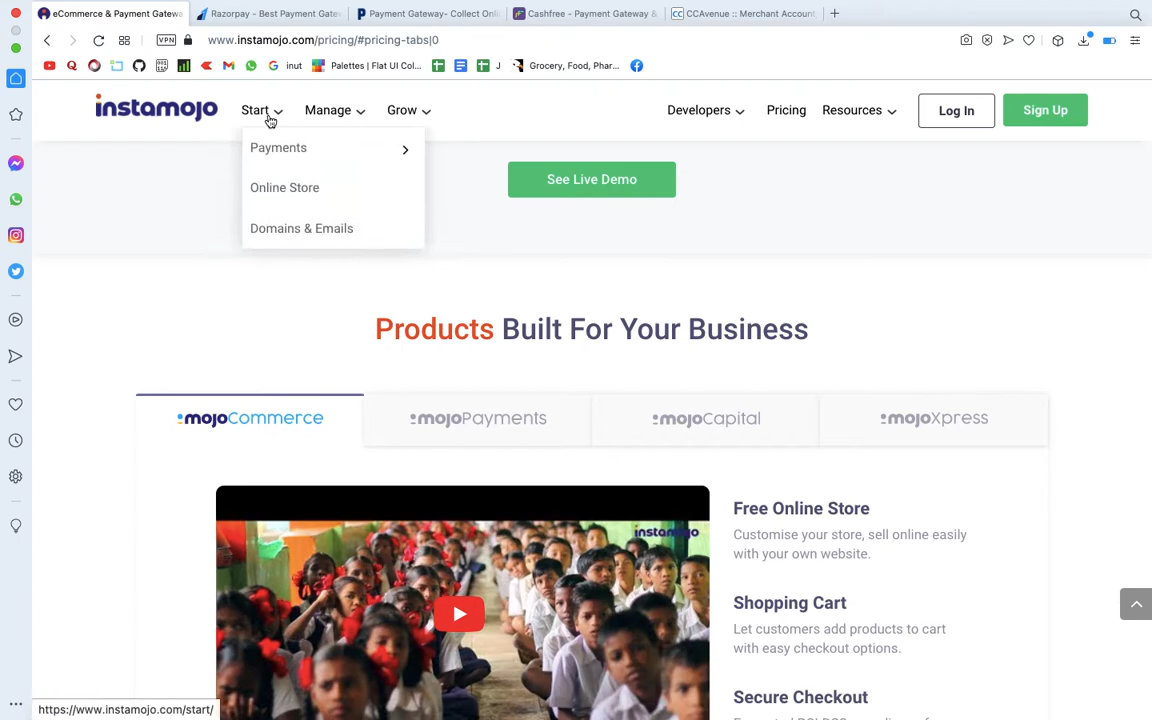 eCommerce & Payment Gatewa
Razorpay - Best Payment Gate
Payment Gateway- Collect Onli
Cashfree - Payment Gateway &
CC CCAvenue :: Merchant Account
VPN
www.instamojo.com/pricing/#pricing-tabs|0
inut
Palettes | Flat UI Col...
J
Grocery, Food, Phar...
instamojo
Start
Manage
Grow
Developers
Pricing
Resources
Log In
Sign Up
Payments
Online Store
Domains & Emails
See Live Demo
Products Built For Your Business
mojoCommerce
mojoPayments
mojoCapital
mojoXpress
instamojo
Free Online Store
Customise your store, sell online easily
with your own website.
Shopping Cart
Let customers add products to cart
with easy checkout options.
Secure Checkout
https://www.instamojo.com/start/